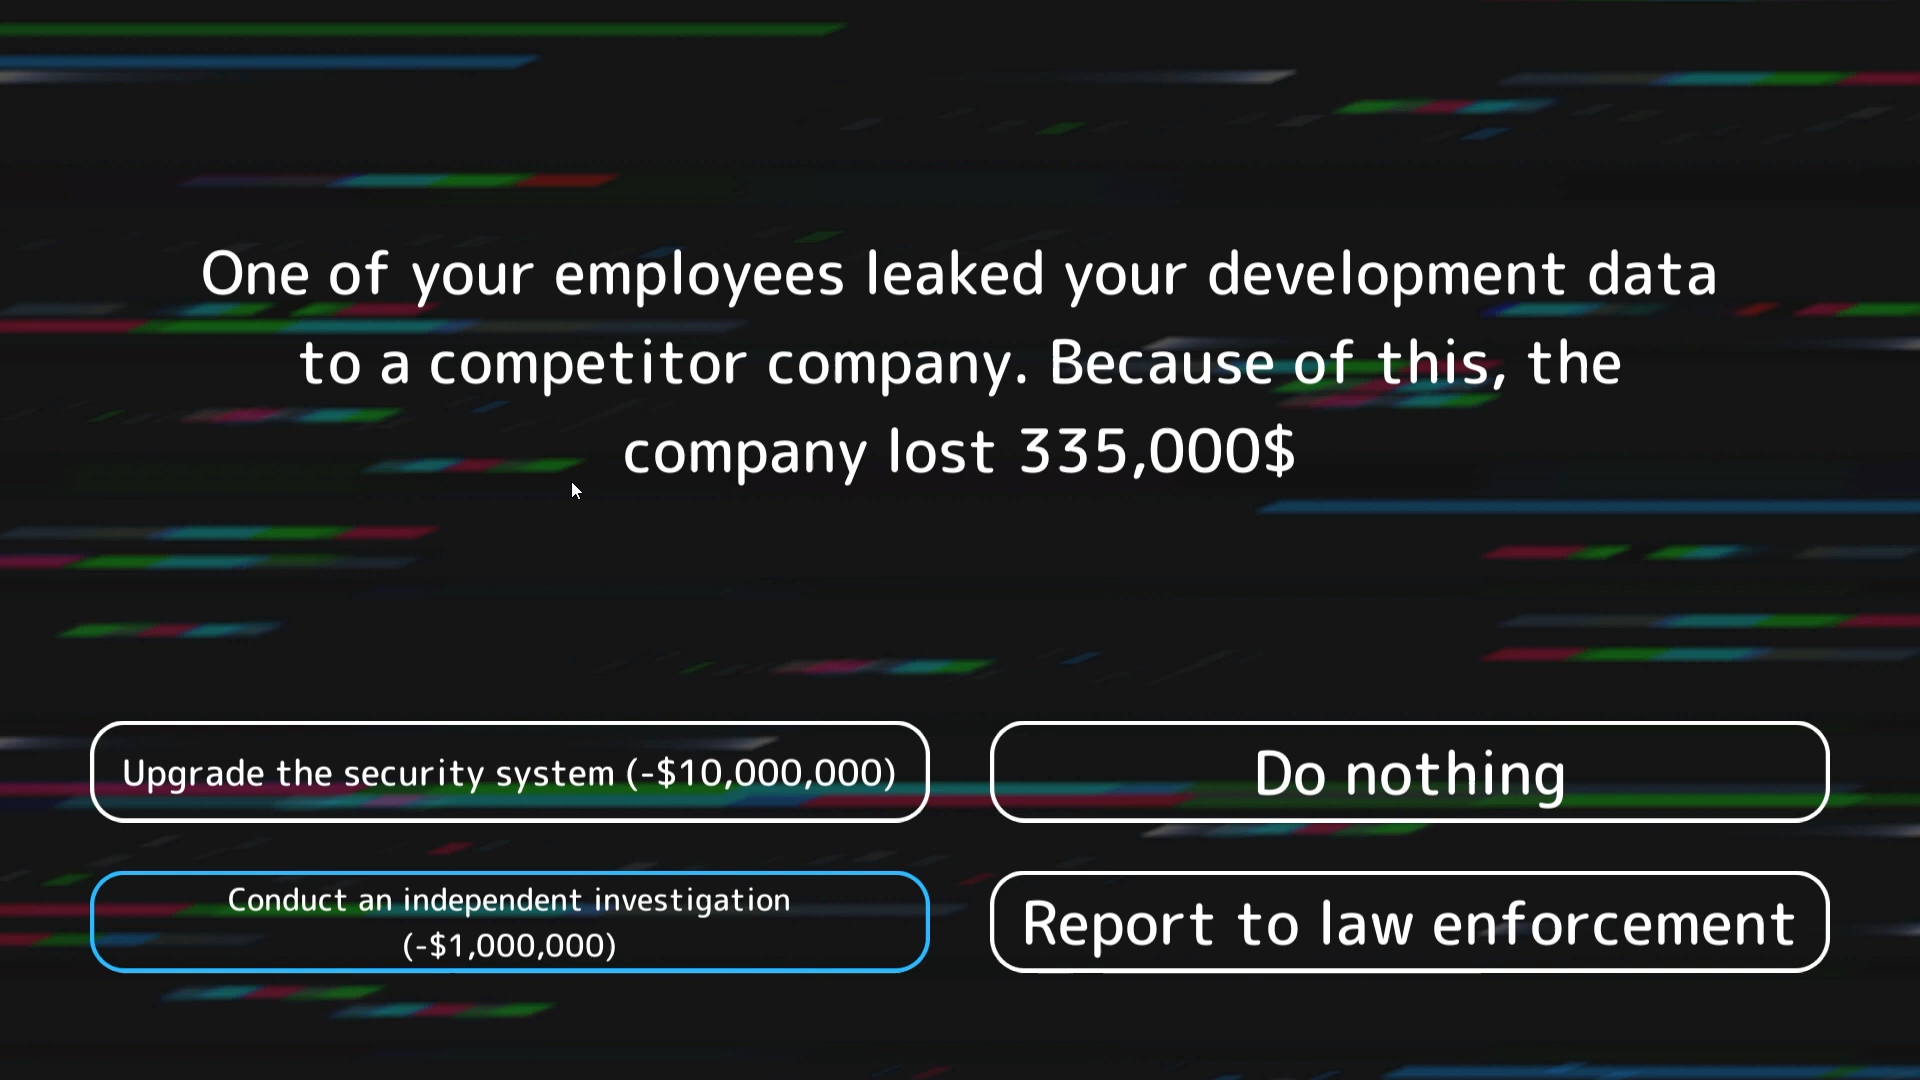 One of your employees leaked your development data
to a competitor company. Because of this, the
company lost 335,000$
Upgrade the security system (-$10,000,000)
Do nothing
Conduct an independent investigation
(-$1,000,000)
Report to law enforcement